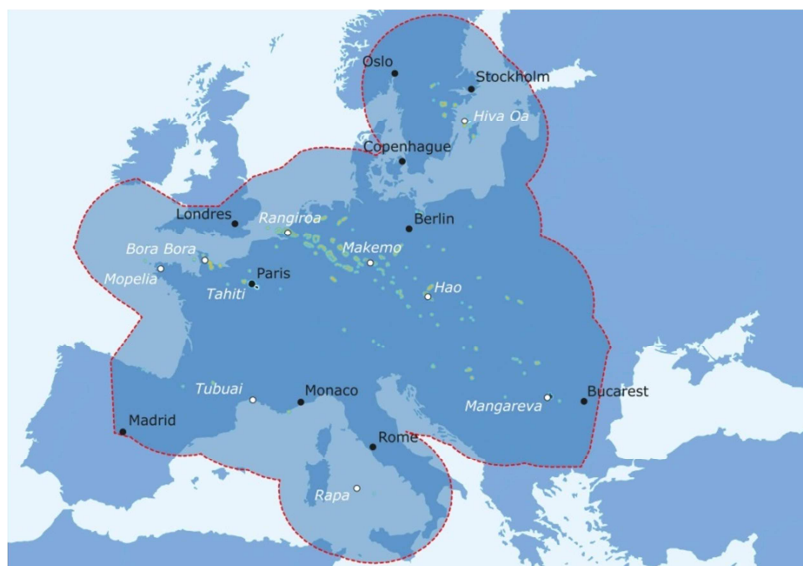 Oslo
Stockholm
Hiva Oa
Copenhague
Londres
Rangiroa
Berlin
Bora Bora
Makemo
Mopelia
Paris
Tahiti
Hao
Tubuai
Monaco
Mangareva
Bucarest
Madrid
Rome
Rapa